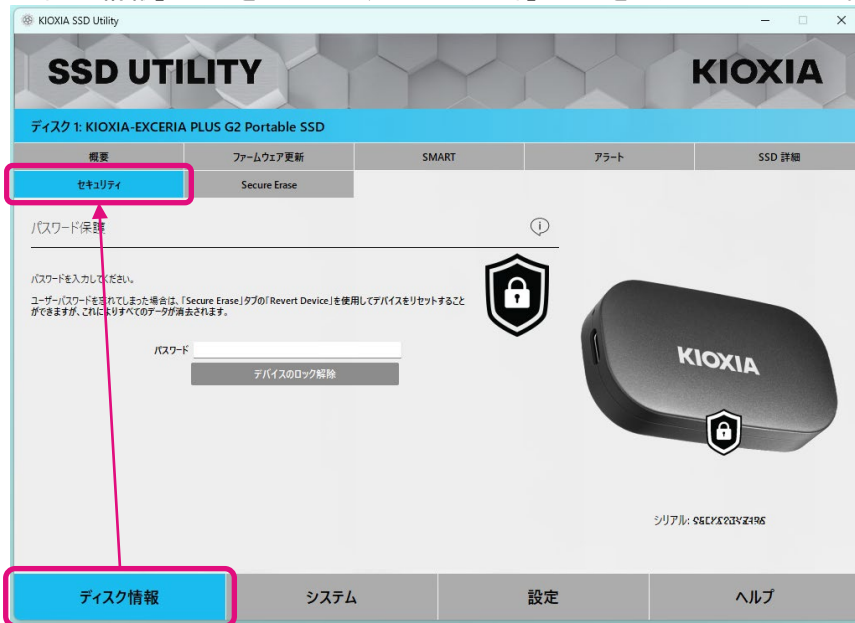 KIOXIA SSD Utility
SSD UTILITY
KIOXIA
ディスク 1: KIOXIA-EXCERIA PLUS G2 Portable SSD
概要 ファームウェア更新 SMART アラート SSD 詳細
セキュリティ Secure Erase
パスワード保護
パスワードを入力してください。
ユーザーパスワードを忘れてしまった場合は、「Secure Erase」タブの「Revert Device」を使用してデバイスをリセットすること
ができますが、これによりすべてのデータが消去されます。
パスワード
デバイスのロック解除
KIOXIA
シリアル:
ディスク情報 システム 設定 ヘルプ